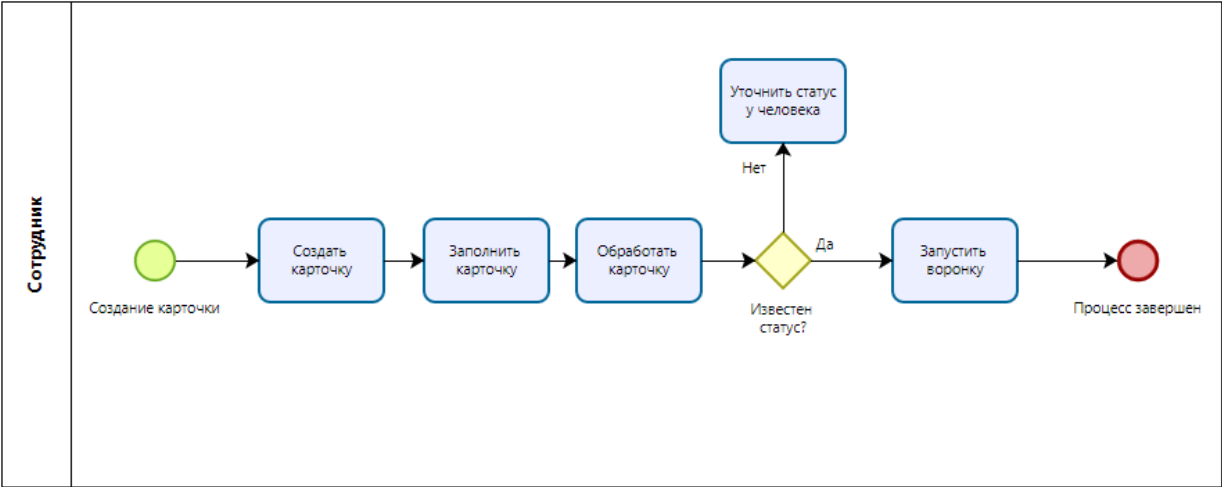 Сотрудник
Создание карточки
Создать
карточку
Заполнить
карточку
Обработать
карточку
Известен
статус?
Нет
Уточнить статус
у человека
Да
Запустить
воронку
Процесс завершен